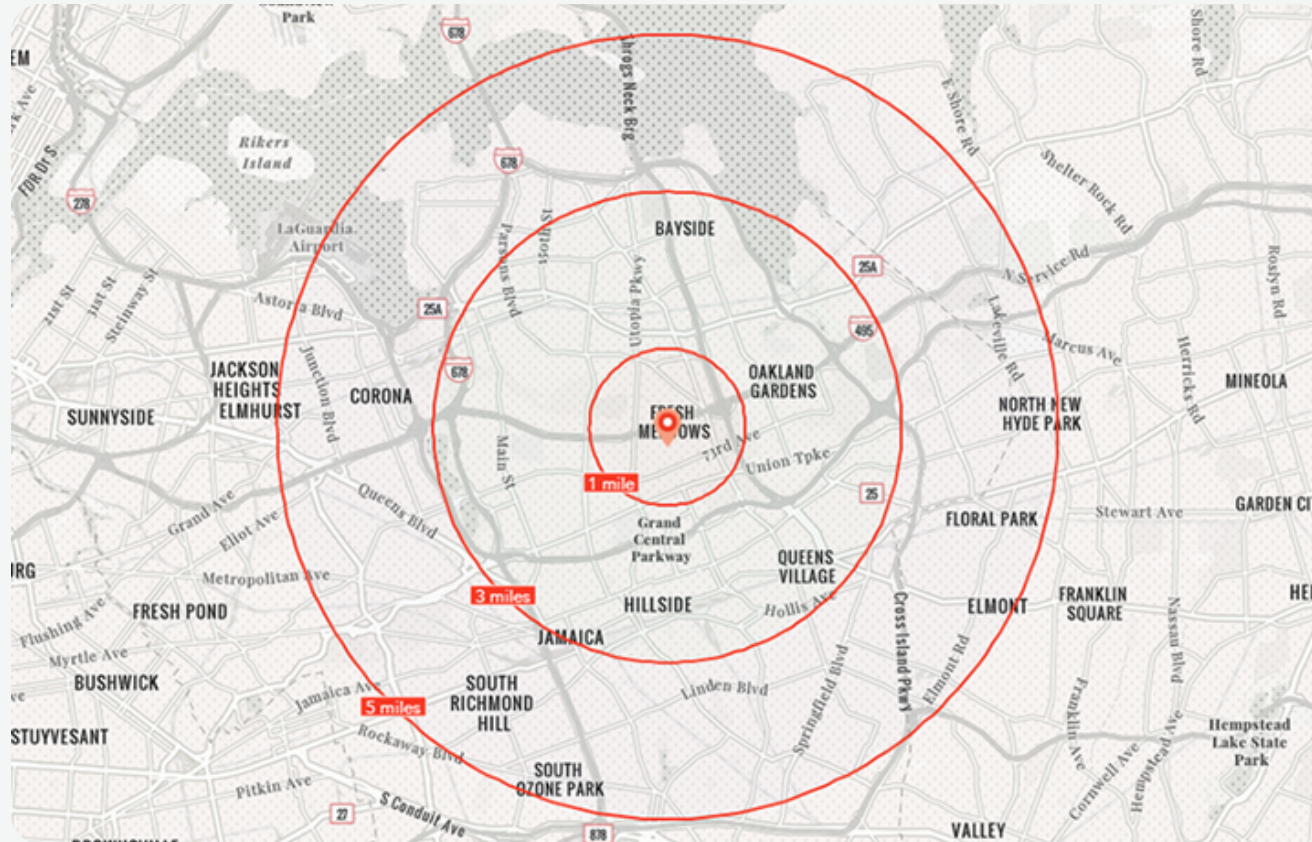 Park
678
Shore Rd
EM
Throgs Neck Brg
E Shore Rd
Rikers
Island
FDR Dr S
678
Shelter Rock Rd
278
LaGuardia
Airport
Parsons Blvd
150th St
BAYSIDE
Utopia Pkwy
25A
N Service Rd
Roslyn Rd
21st St
31st St
Steinway St
Astoria Blvd
25A
495
Lakeville Rd
Marcus Ave
Herricks Rd
JACKSON
HEIGHTS
ELMHURST
Junction Blvd
CORONA
678
OAKLAND
GARDENS
MINEOLA
SUNNYSIDE
FRESH
MEADOWS
NORTH NEW
HYDE PARK
73rd Ave
Union Tpke
Main St
1 mile
25
Queens Blvd
Grand Ave
Eliot Ave
Grand
Central
Parkway
FLORAL PARK
Stewart Ave
GARDEN CI
URG
Metropolitan Ave
QUEENS
VILLAGE
3 miles
FRESH POND
HILLSIDE
Hollis Ave
Cross Island Pkwy
ELMONT
FRANKLIN
SQUARE
HE
Nassau Blvd
Flushing Ave
JAMAICA
Myrtle Ave
BUSHWICK
Jamaica Ave
SOUTH
RICHMOND
HILL
Linden Blvd
Springfield Blvd
Elmont Rd
5 miles
Franklin Ave
Hempstead Ave
Cornwell Ave
Hempstead
Lake State
Park
STUYVESANT
Rockaway Blvd
SOUTH
OZONE PARK
Pitkin Ave
27
S Conduit Ave
878
VALLEY